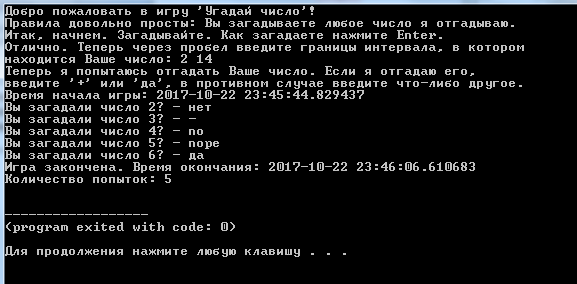 Добро пожаловать в игру 'Угадай число'!
Правила довольно просты: Вы загадываете любое число я отгадываю.
Итак, начнем. Загадывайте. Как загадаете нажмите Enter.
Отлично. Теперь через пробел введите границы интервала, в котором
находится Ваше число: 2 14
Теперь я попытаюсь отгадать Ваше число. Если я отгадаю его,
введите '+' или 'да', в противном случае введите что-либо другое.
Время начала игры: 2017-10-22 23:45:44.829437
Вы загадали число 2? - нет
Вы загадали число 3? - -
Вы загадали число 4? - no
Вы загадали число 5? - nope
Вы загадали число 6? - да
Игра закончена. Время окончания: 2017-10-22 23:46:06.610683
Количество попыток: 5
------------------
(program exited with code: 0)
Для продолжения нажмите любую клавишу . . .